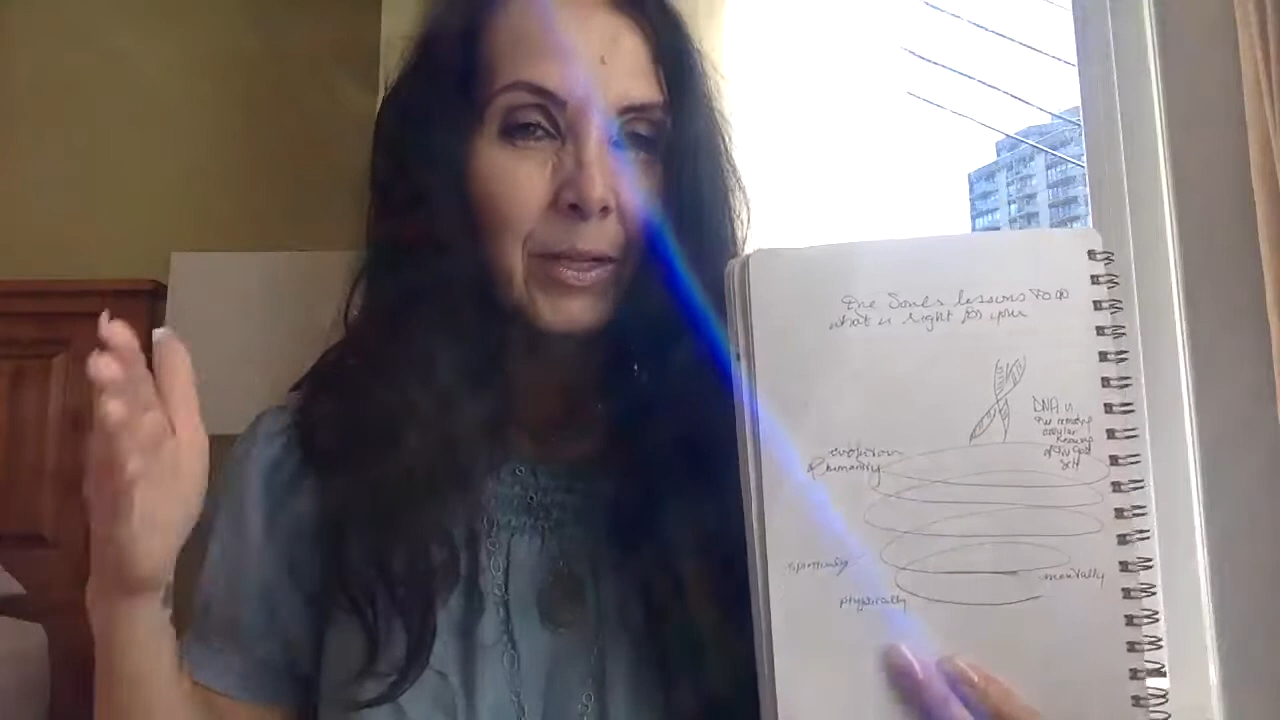 The Soul's lessons to do
what is right for you
DNA is
the
cellular
knowing
of the God
Self
evolution
of humanity
spiritually
mentally
physically